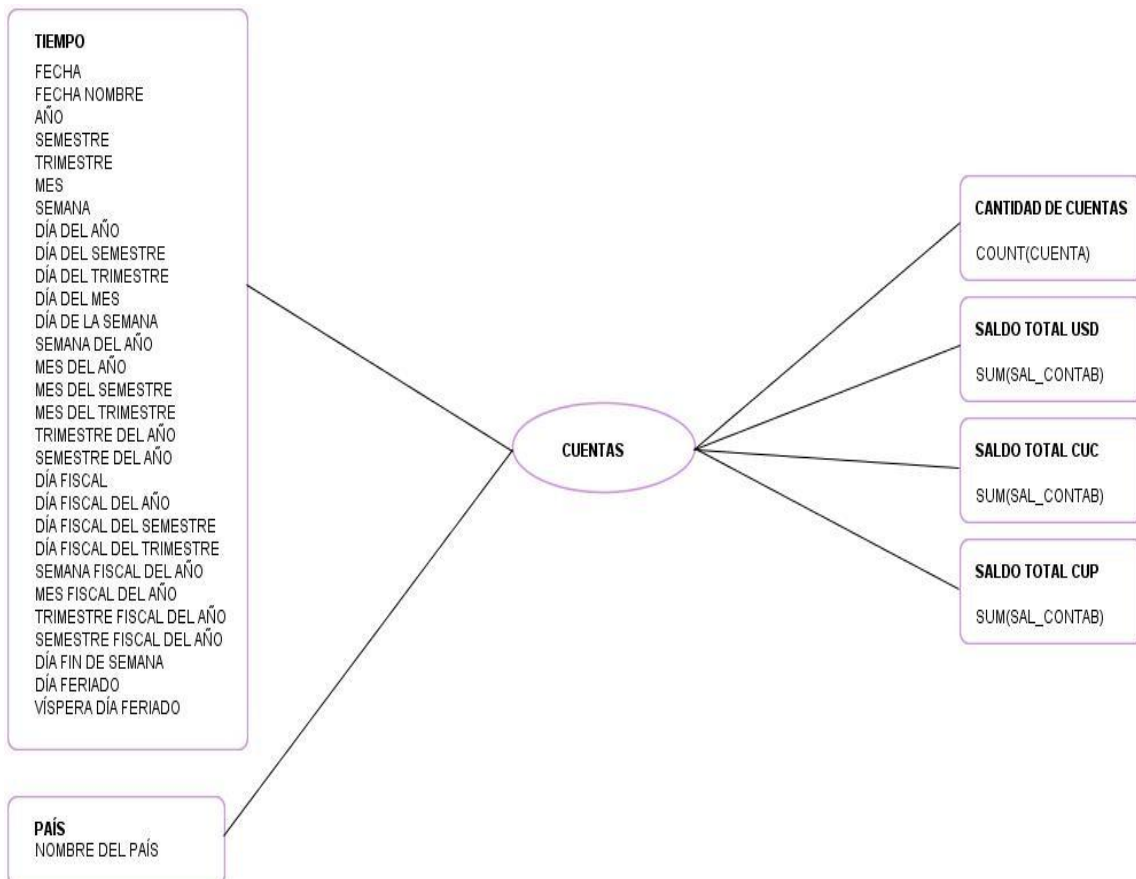 TIEMPO
FECHA
FECHA NOMBRE
AÑO
SEMESTRE
TRIMESTRE
MES
SEMANA
DÍA DEL AÑO
DÍA DEL SEMESTRE
DÍA DEL TRIMESTRE
DÍA DEL MES
DÍA DE LA SEMANA
SEMANA DEL AÑO
MES DEL AÑO
MES DEL SEMESTRE
MES DEL TRIMESTRE
TRIMESTRE DEL AÑO
SEMESTRE DEL AÑO
DÍA FISCAL
DÍA FISCAL DEL AÑO
DÍA FISCAL DEL SEMESTRE
DÍA FISCAL DEL TRIMESTRE
SEMANA FISCAL DEL AÑO
MES FISCAL DEL AÑO
TRIMESTRE FISCAL DEL AÑO
SEMESTRE FISCAL DEL AÑO
DÍA FIN DE SEMANA
DÍA FERIADO
VÍSPERA DÍA FERIADO
PAÍS
NOMBRE DEL PAÍS
CUENTAS
CANTIDAD DE CUENTAS
COUNT(CUENTA)
SALDO TOTAL USD
SUM(SAL_CONTAB)
SALDO TOTAL CUC
SUM(SAL_CONTAB)
SALDO TOTAL CUP
SUM(SAL_CONTAB)